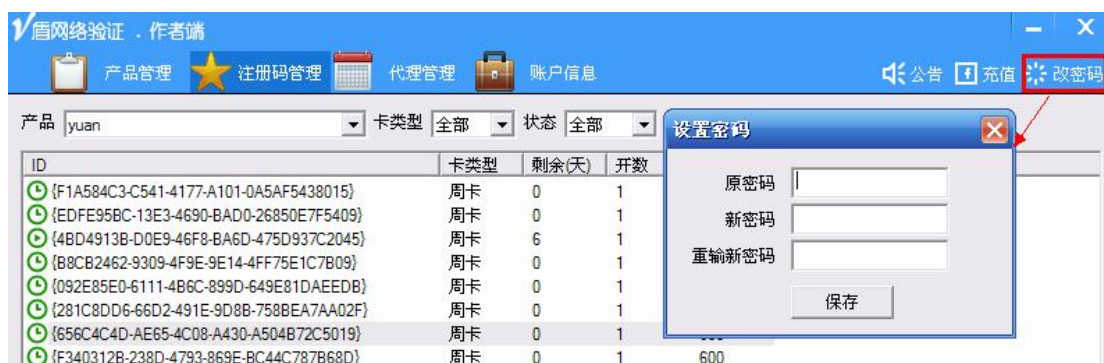 V盾网络验证 . 作者端
产品管理 注册码管理 代理管理 账户信息 公告 充值 改密码
产品 yuan 卡类型 全部 状态 全部
ID 卡类型 剩余(天) 开数
{F1A584C3-C541-4177-A101-0A5AF5438015} 周卡 0 1
{EDFE95BC-13E3-4690-BAD0-26850E7F5409} 周卡 0 1
{4BD4913B-D0E9-46F8-BA6D-475D937C2045} 周卡 6 1
{B8CB2462-9309-4F9E-9E14-4FF75E1C7B09} 周卡 0 1
{092E85E0-6111-4B6C-899D-649E81DAEEDB} 周卡 0 1
{281C8DD6-66D2-491E-9D8B-758BEA7AA02F} 周卡 0 1
{656C4C4D-AE65-4C08-A430-A504B72C5019} 周卡 0 1
{F340312B-238D-4793-869E-BC44C787B68D} 周卡 0 1 600
设置密码
原密码
新密码
重输新密码
保存